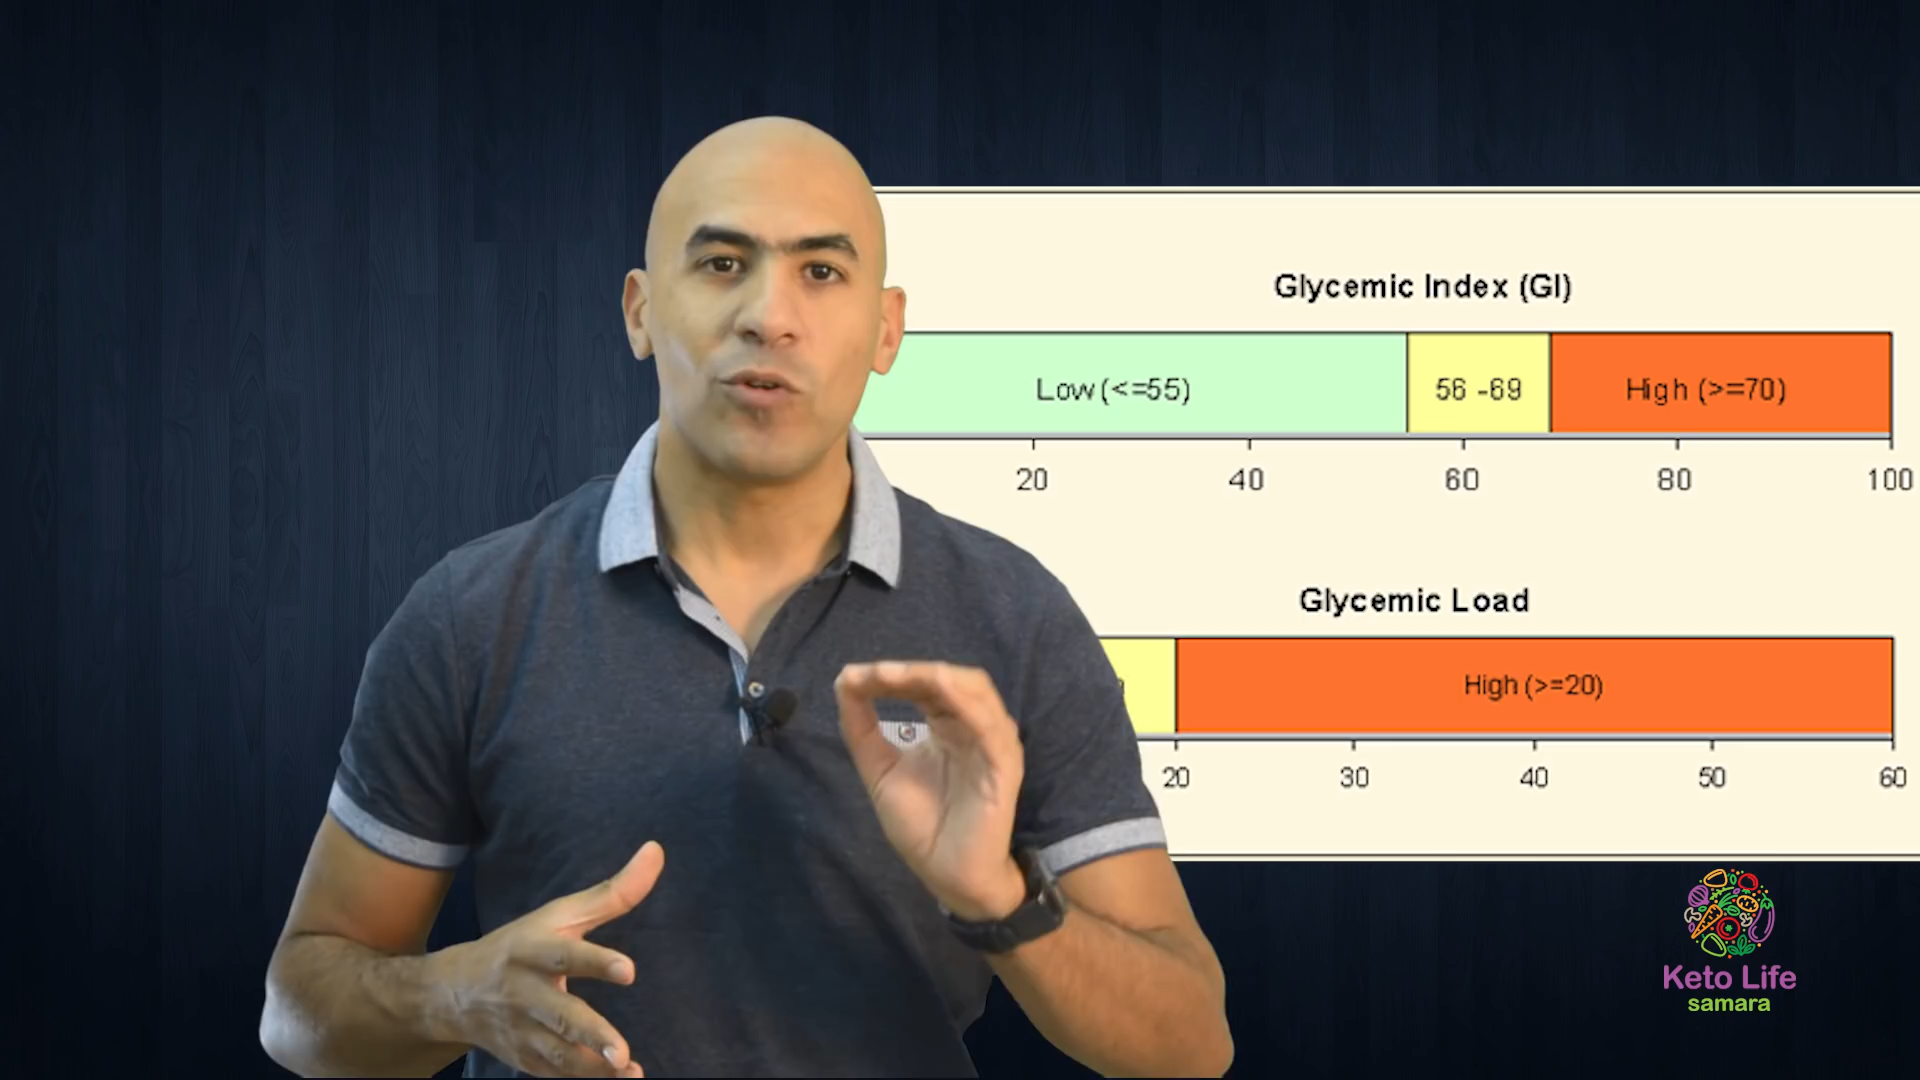 Glycemic Index (GI)
Low (<=55)
56 -69
High (>=70)
20
40
60
80
100
Glycemic Load
High (>=20)
20
30
40
50
60
Keto Life
samara